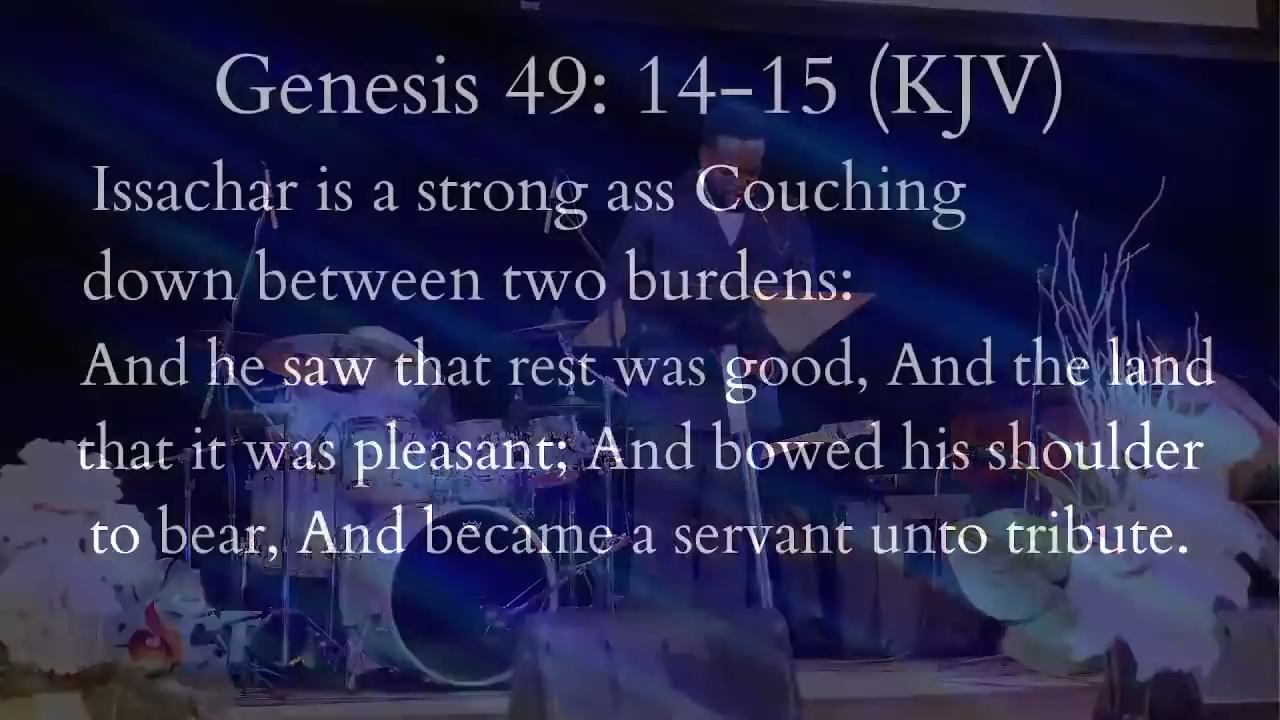 Genesis 49: 14-15 (KJV)
Issachar is a strong ass Couching
down between two burdens:
And he saw that rest was good, And the land
that it was pleasant; And bowed his shoulder
to bear, And became a servant unto tribute.